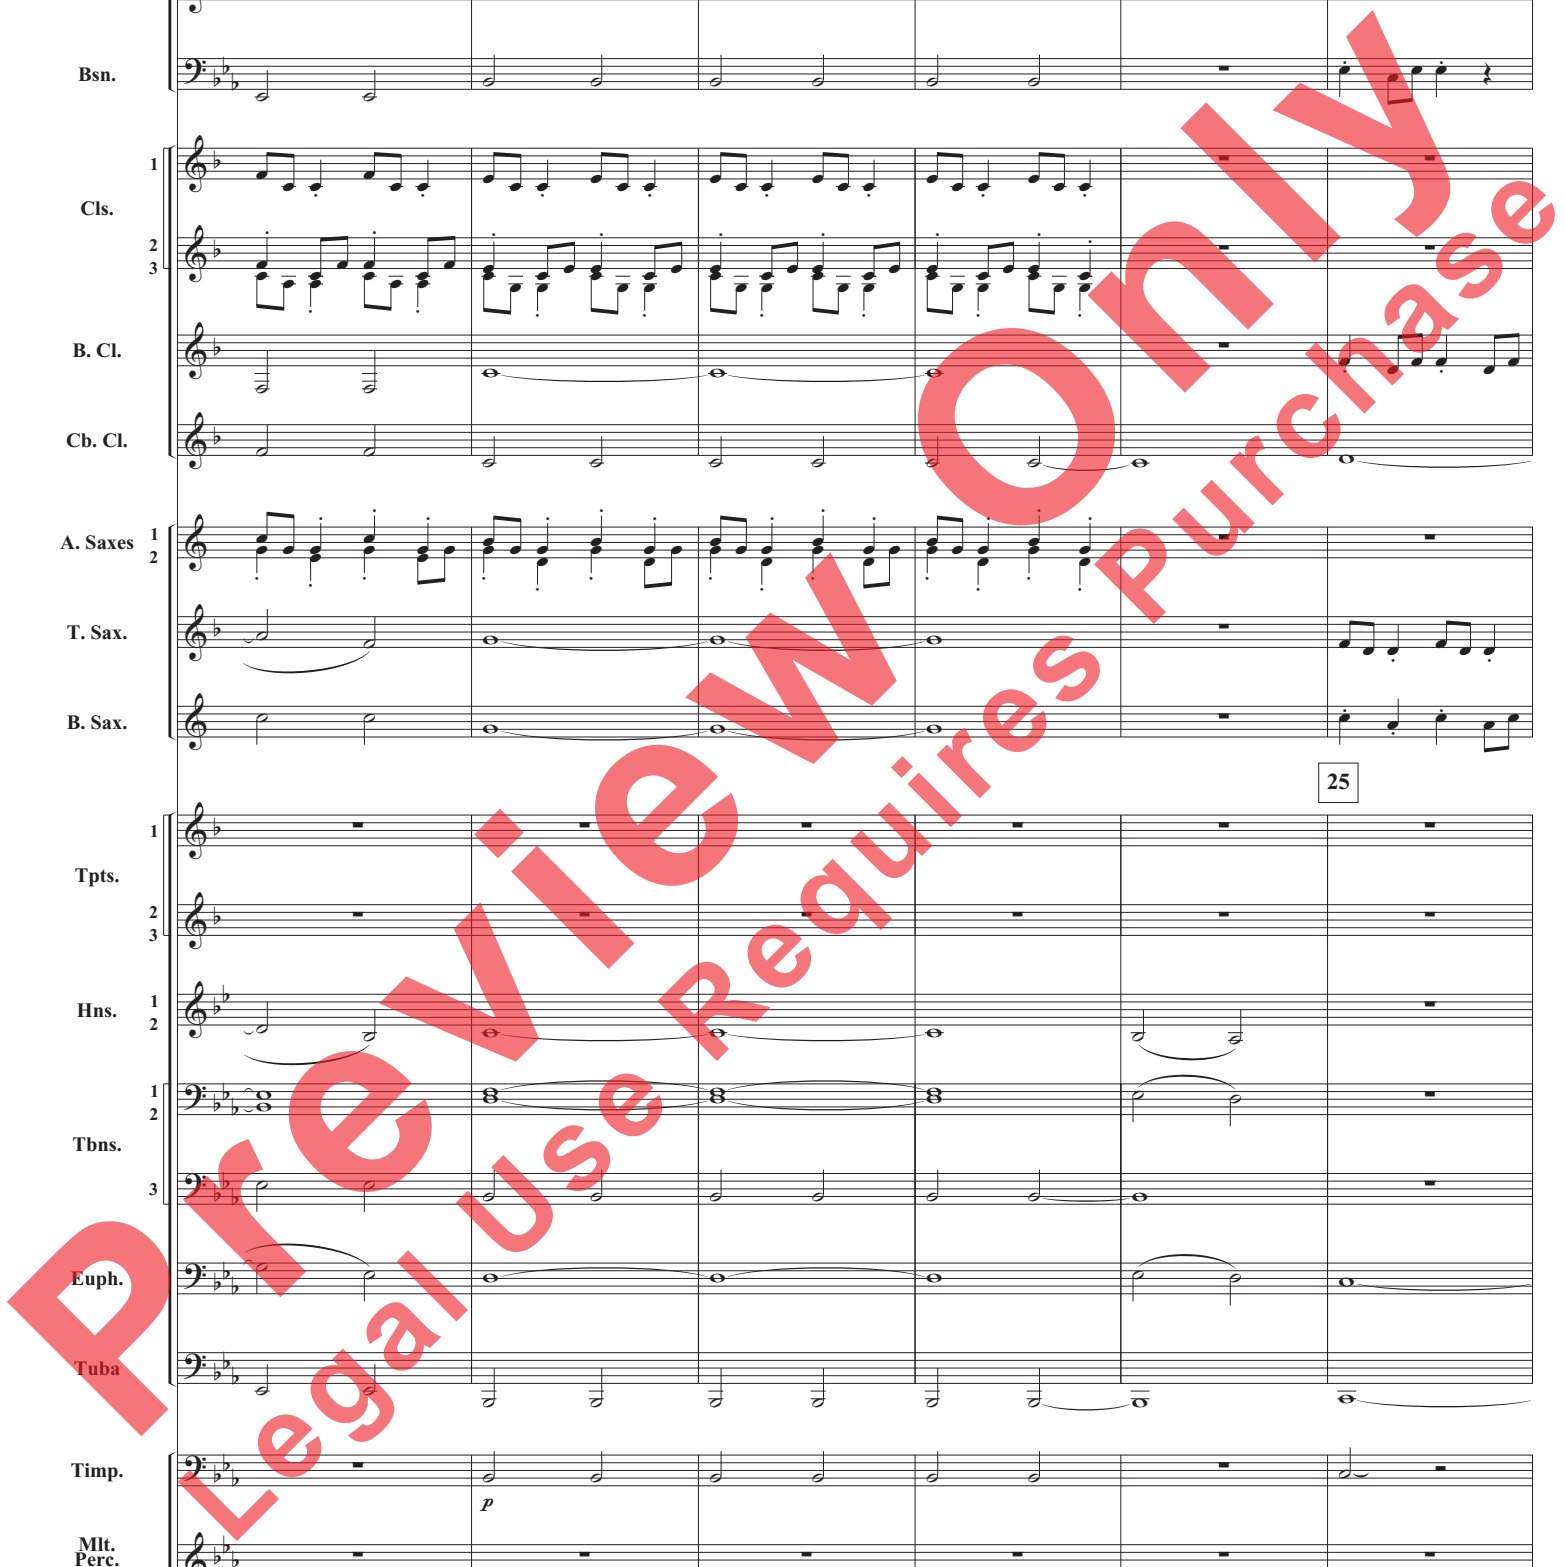 Bsn.
1
Cls.
2
3
B. Cl.
Cb. Cl.
A. Saxes 1
2
T. Sax.
B. Sax.
25
1
Tpts.
2
3
Hns. 1
2
1
2
Tbns.
3
Euph.
Tuba
Timp.
p
Mlt.
Perc.
Preview Only
Legal Use Requires Purchase